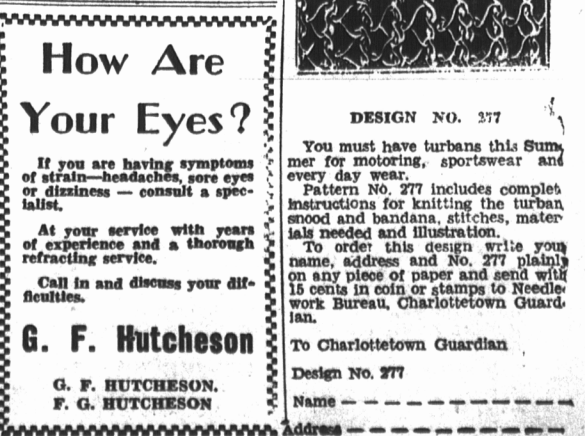 How Are
Your Eyes?
If you are having symptoms
of strain—headaches, sore eyes
or dizziness — consult a spec-
ialist.
At your service with years
of experience and a thorough
refracting service.
Call in and discuss your dif-
ficulties.
G. F. Hutcheson
G. F. HUTCHESON.
F. G. HUTCHESON
DESIGN NO. 277
You must have turbans this Sum-
mer for motoring, sportswear and
every day wear.
Pattern No. 277 includes complete
instructions for knitting the turban,
snood and bandana, stitches, mater-
ials needed and illustration.
To order this design write your
name, address and No. 277 plainly
on any piece of paper and send with
15 cents in coin or stamps to Needle-
work Bureau, Charlottetown Guard-
ian.
To Charlottetown Guardian
Design No. 277
Name
Address